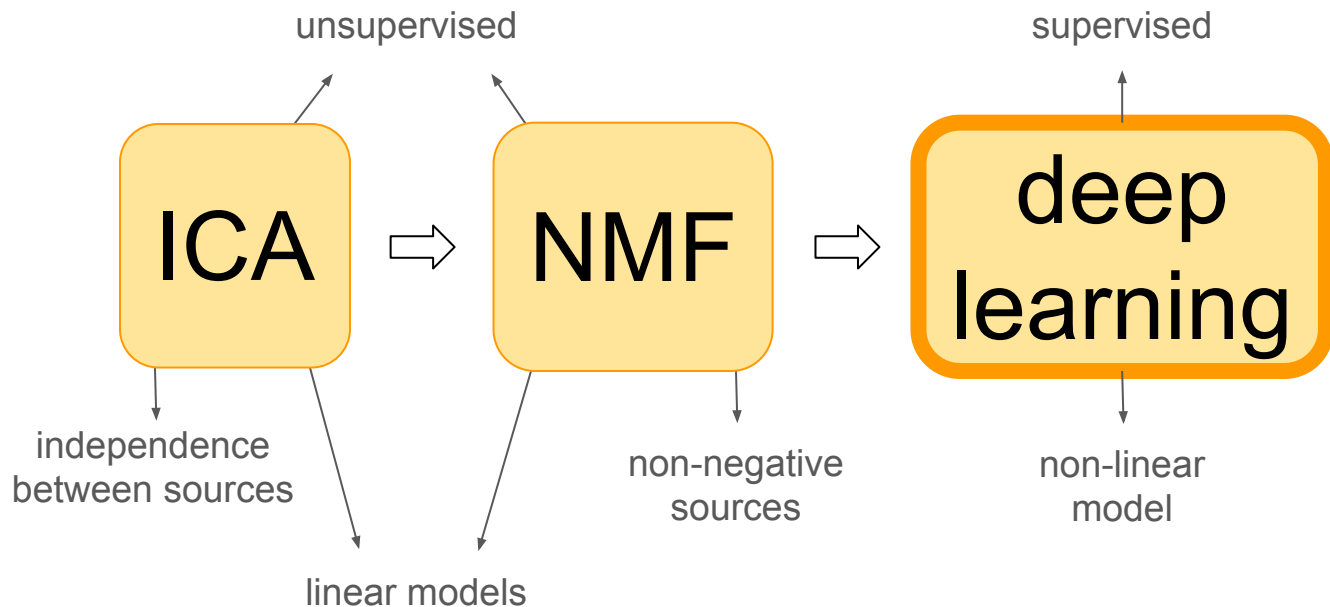 unsupervised
supervised
ICA
NMF
deep
learning
independence
between sources
non-negative
sources
non-linear
model
linear models